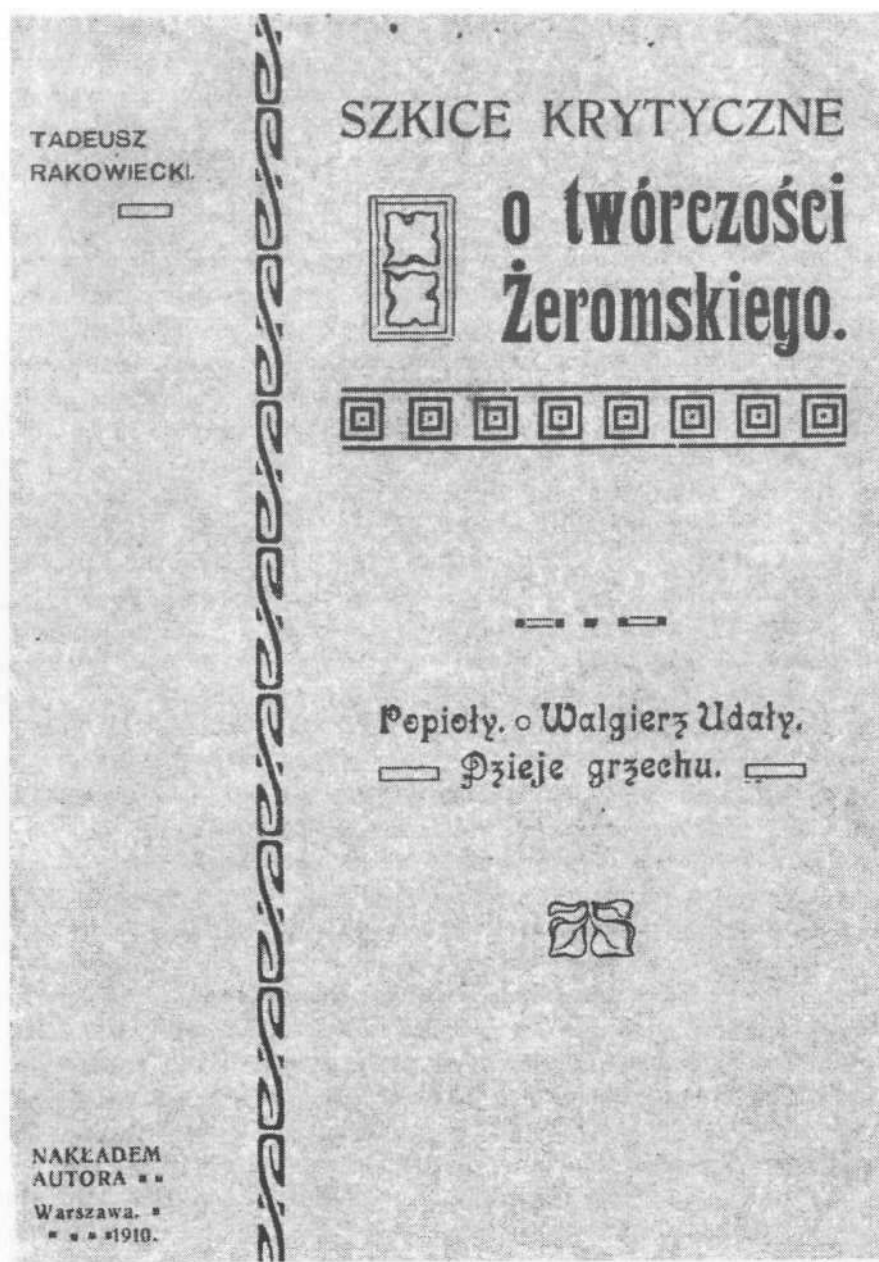 TADEUSZ
RAKOWIECKI.
SZKICE KRYTYCZNE
o twórczości
Żeromskiego.
Popioły. o Walgierz Udały.
Dzieje grzechu.
NAKŁADEM
AUTORA
Warszawa.
1910.